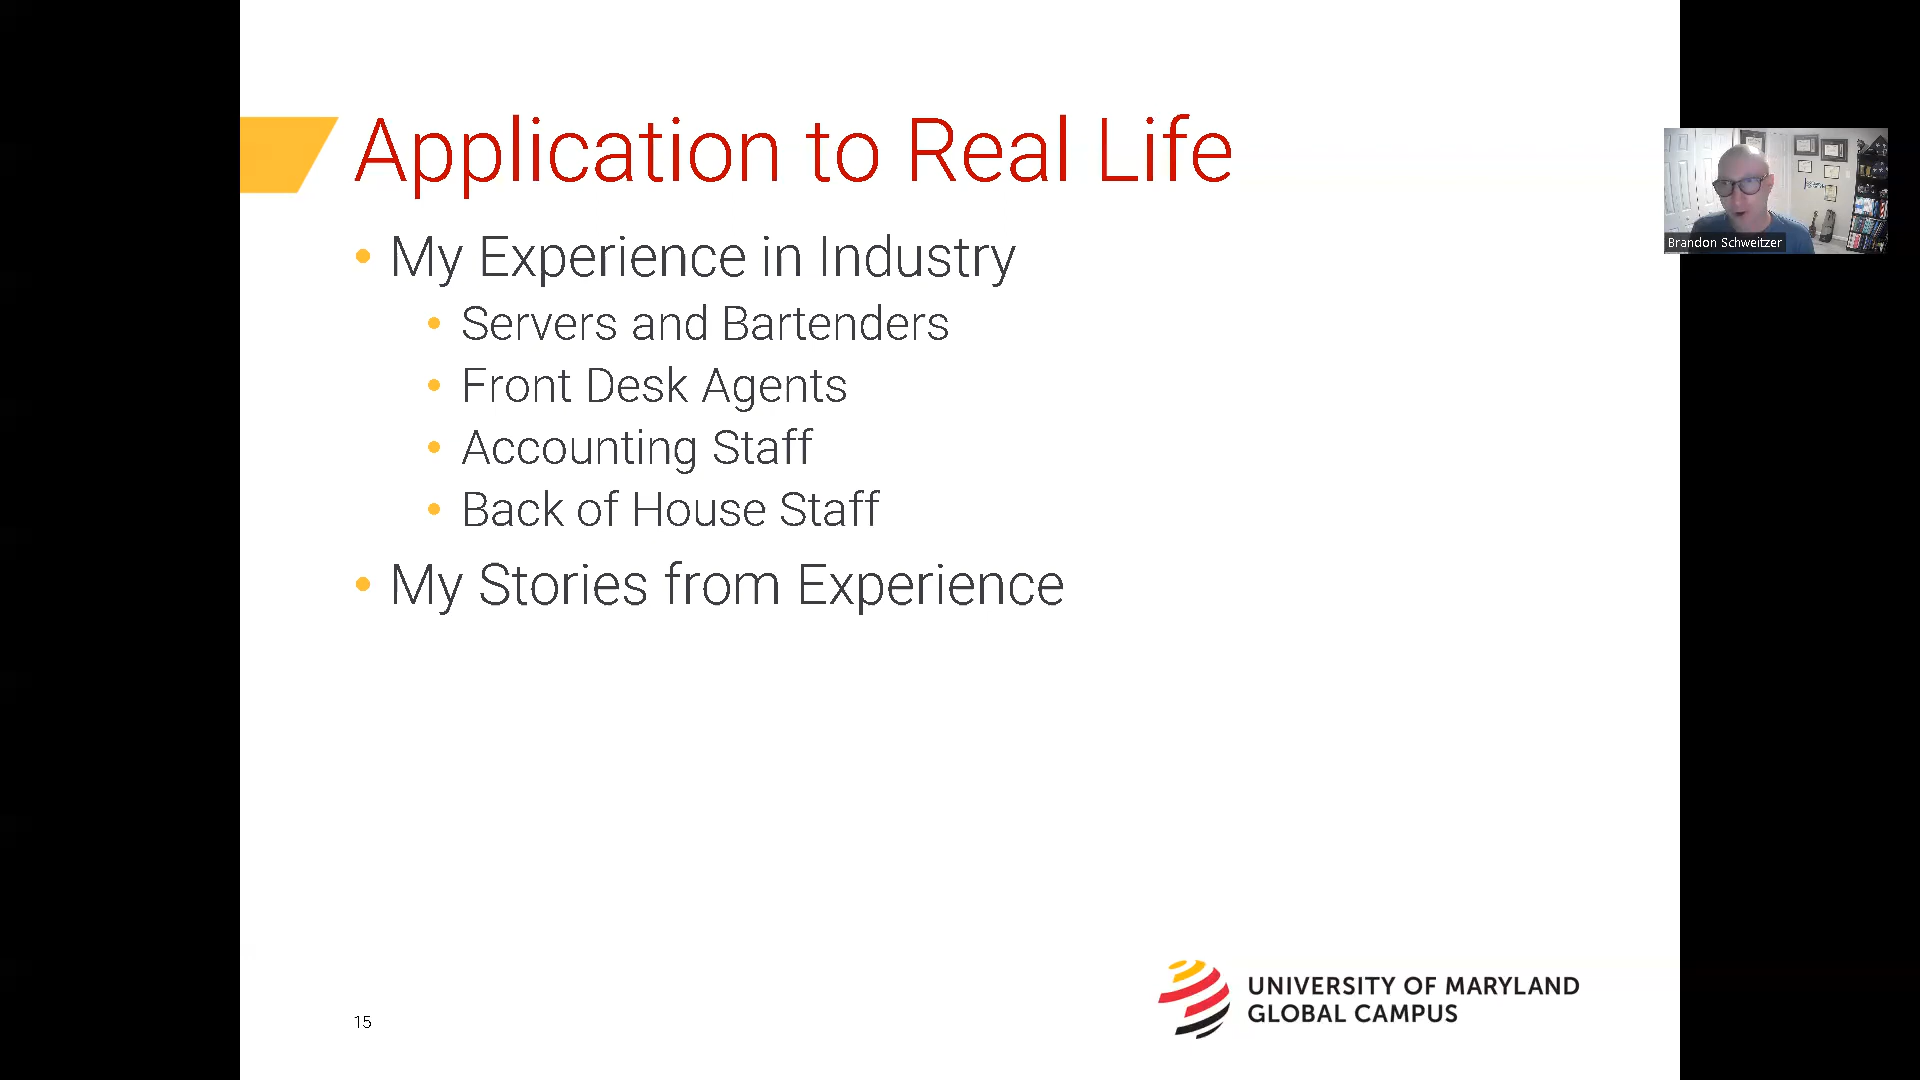 Application to Real Life
• My Experience in Industry
• Servers and Bartenders
• Front Desk Agents
• Accounting Staff
• Back of House Staff
• My Stories from Experience
Brandon Schweitzer
UNIVERSITY OF MARYLAND
GLOBAL CAMPUS
15